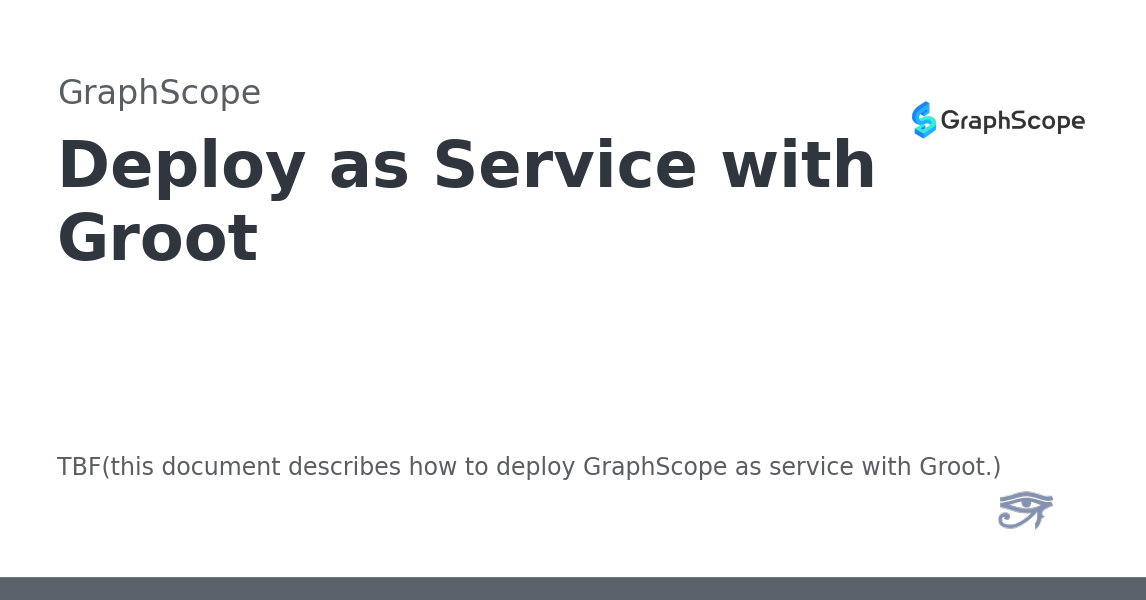 GraphScope
GraphScope
Deploy as Service with
Groot
TBF(this document describes how to deploy GraphScope as service with Groot.)